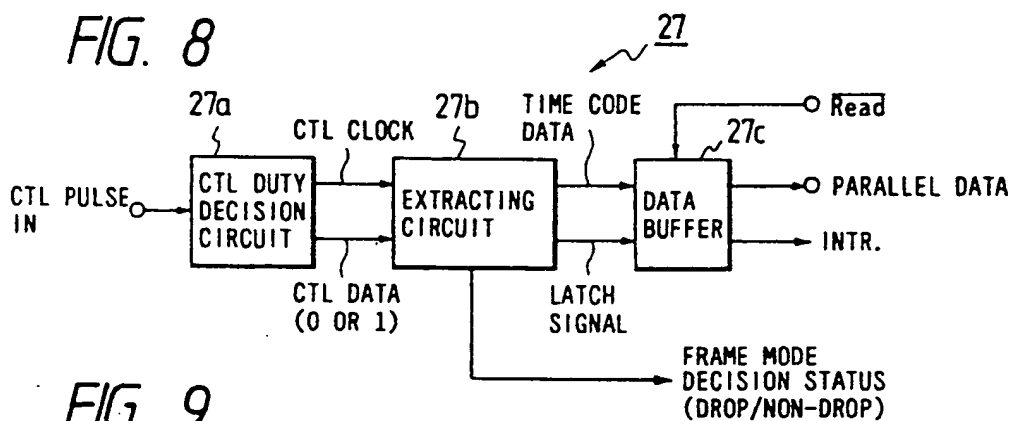 FIG. 8
27
27a
CTL CLOCK
27b
TIME CODE
DATA
27c
Read
CTL PULSE
IN
CTL DUTY
DECISION
CIRCUIT
EXTRACTING
CIRCUIT
DATA
BUFFER
PARALLEL DATA
INTR.
CTL DATA
(0 OR 1)
LATCH
SIGNAL
FRAME MODE
DECISION STATUS
(DROP/NON-DROP)
FIG. 9